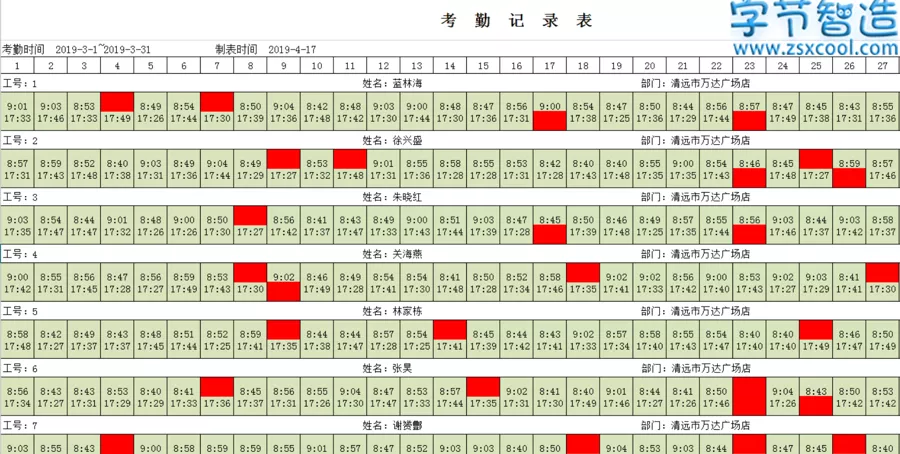 字节智造
www.zsxcool.com
考 勤 记 录 表
考勤时间 2019-3-1~2019-3-31 制表时间 2019-4-17
1 2 3 4 5 6 7 8 9 10 11 12 13 14 15 16 17 18 19 20 21 22 23 24 25 26 27
工号: 1 姓名: 蓝林海 部门: 清远市万达广场店
9:01 9:03 8:53 8:49 8:54 8:50 9:04 8:42 8:48 9:03 9:00 8:48 8:47 8:56 9:00 8:54 8:47 8:50 8:44 8:56 8:57 8:47 8:45 8:43 8:55
17:33 17:46 17:33 17:49 17:26 17:44 17:30 17:39 17:36 17:48 17:48 17:30 17:44 17:30 17:36 17:31 17:47 17:38 17:25 17:36 17:29 17:49 17:38 17:31 17:36
工号: 2 姓名: 徐兴盛 部门: 清远市万达广场店
8:57 8:59 8:52 8:40 9:03 8:49 9:04 8:49 8:53 9:01 8:55 8:58 8:55 8:53 8:42 8:40 8:40 8:55 9:00 8:54 8:46 8:45 8:59 8:57
17:31 17:43 17:48 17:38 17:31 17:49 17:44 17:49 17:27 17:32 17:48 17:31 17:36 17:28 17:25 17:28 17:28 17:43 17:48 17:35 17:35 17:43 17:48 17:27 17:46
工号: 3 姓名: 朱晓红 部门: 清远市万达广场店
9:03 8:54 8:44 9:01 8:48 9:00 8:50 8:56 8:41 8:43 8:49 9:00 8:51 9:03 8:47 8:45 8:50 8:46 8:49 8:57 8:55 8:56 9:03 8:44 9:03 8:58
17:35 17:47 17:47 17:32 17:26 17:26 17:30 17:27 17:42 17:37 17:47 17:43 17:44 17:39 17:47 17:28 17:39 17:48 17:35 17:43 17:44 17:46 17:37 17:42 17:37
工号: 4 姓名: 关海燕 部门: 清远市万达广场店
9:00 8:55 8:56 8:47 8:56 8:59 8:53 9:02 8:46 8:49 8:54 8:54 8:41 8:50 8:52 8:58 9:02 9:02 8:56 9:00 8:53 9:02 9:03 8:41
17:42 17:31 17:45 17:28 17:27 17:49 17:43 17:30 17:49 17:28 17:30 17:41 17:48 17:28 17:34 17:46 17:35 17:41 17:33 17:42 17:43 17:28 17:27 17:29 17:41 17:30
工号: 5 姓名: 林家栋 部门: 清远市万达广场店
8:58 8:42 8:49 8:43 8:48 8:51 8:52 8:59 8:44 8:44 8:57 8:54 8:45 8:44 8:43 9:02 8:57 8:58 8:55 8:54 8:40 8:40 8:46 8:50
17:48 17:27 17:37 17:37 17:45 17:44 17:25 17:41 17:35 17:38 17:47 17:28 17:25 17:41 17:39 17:42 17:41 17:33 17:34 17:40 17:43 17:40 17:40 17:40 17:49 17:47 17:49
工号: 6 姓名: 张昊 部门: 清远市万达广场店
8:56 8:43 8:43 8:53 8:40 8:41 8:45 8:56 8:55 9:04 8:47 8:53 8:55 9:02 8:41 8:40 8:40 9:01 8:44 8:41 8:50 9:04 8:43 8:50 8:53
17:34 17:27 17:31 17:29 17:29 17:33 17:36 17:31 17:36 17:26 17:30 17:47 17:28 17:44 17:35 17:31 17:30 17:49 17:46 17:44 17:27 17:46 17:26 17:42 17:42
工号: 7 部门: 清远市万达广场店
9:03 8:55 8:43 9:00 8:58 8:59 8:59 8:55 9:01 8:57 8:47 8:52 9:03 9:03 8:40 8:50 9:04 8:55 9:03 8:44 8:47 8:45 8:40